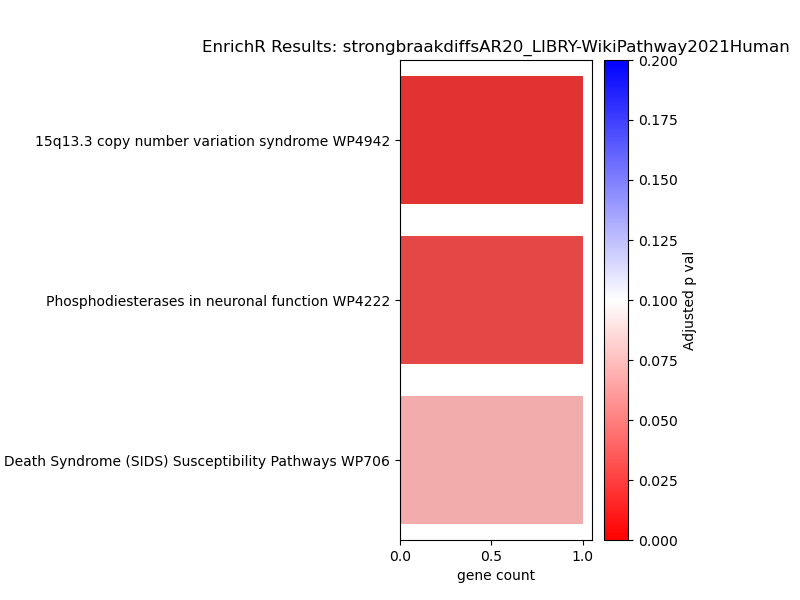 EnrichR Results: strongbraakdiffsAR20_LIBRY-WikiPathway2021Human
15q13.3 copy number variation syndrome WP4942
Phosphodiesterases in neuronal function WP4222
Death Syndrome (SIDS) Susceptibility Pathways WP706
0.0 0.5 1.0
gene count
0.200
0.175
0.150
0.125
0.100
0.075
0.050
0.025
0.000
Adjusted p val